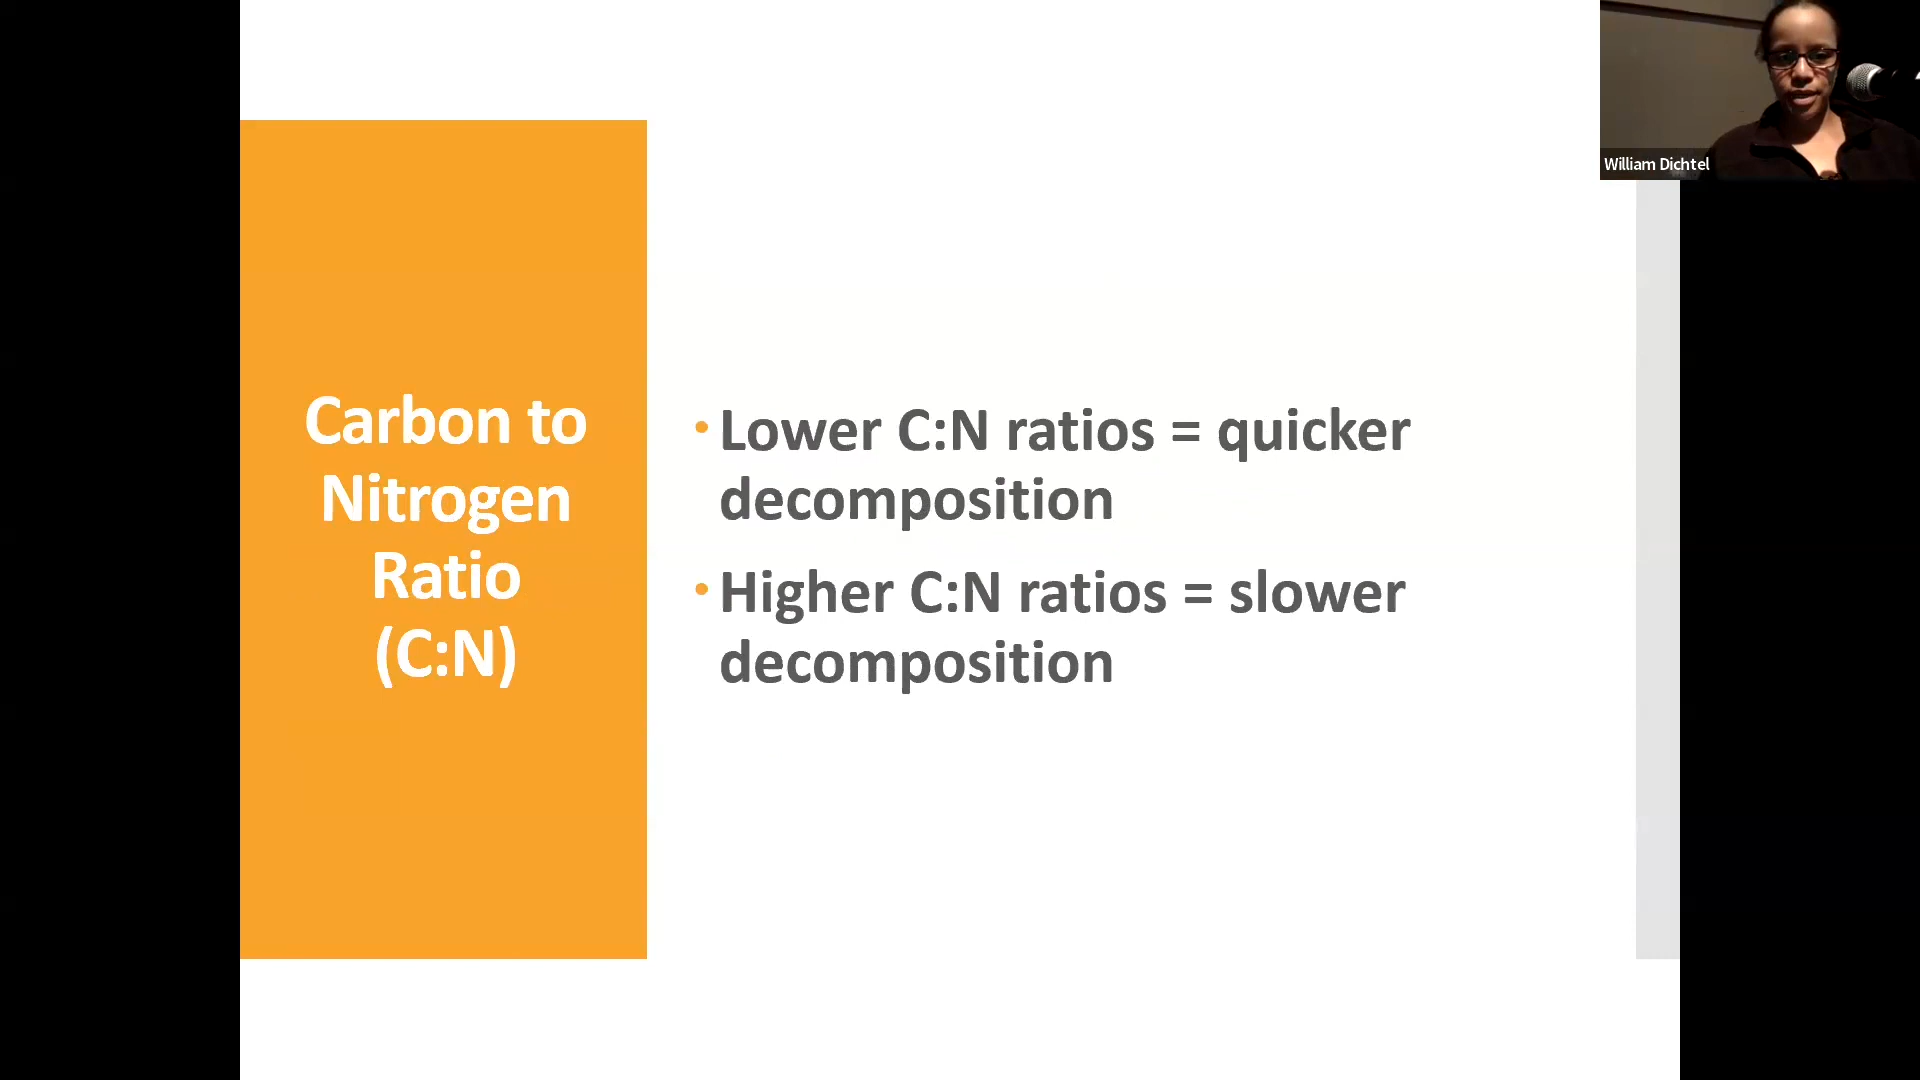 Carbon to
Nitrogen
Ratio
(C:N)
Lower C:N ratios = quicker
decomposition
Higher C:N ratios = slower
decomposition
William Dichtel